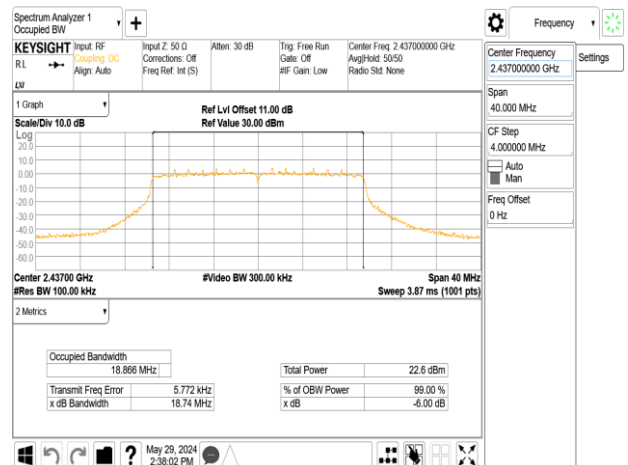 Spectrum Analyzer 1
Occupied BW
Frequency
KEYSIGHT
RL
LXI
Input: RF
Coupling: DC
Align: Auto
Input Z: 50 Ω
Corrections: Off
Freq Ref: Int (S)
Atten: 30 dB
Trig: Free Run
Gate: Off
#IF Gain: Low
Center Freq: 2.437000000 GHz
Avg|Hold: 50/50
Radio Std: None
Center Frequency
2.437000000 GHz
Settings
Span
40.000 MHz
CF Step
4.000000 MHz
Auto
Man
Freq Offset
0 Hz
1 Graph
Ref Lvl Offset 11.00 dB
Scale/Div 10.0 dB
Ref Value 30.00 dBm
Log
20.0
10.0
0.00
-10.0
-20.0
-30.0
-40.0
-50.0
-60.0
Center 2.43700 GHz
#Video BW 300.00 kHz
Span 40 MHz
#Res BW 100.00 kHz
Sweep 3.87 ms (1001 pts)
2 Metrics
Occupied Bandwidth
18.866 MHz
Total Power 22.6 dBm
Transmit Freq Error 5.772 kHz
% of OBW Power 99.00 %
x dB Bandwidth 18.74 MHz
x dB -6.00 dB
?
May 29, 2024
2:38:02 PM